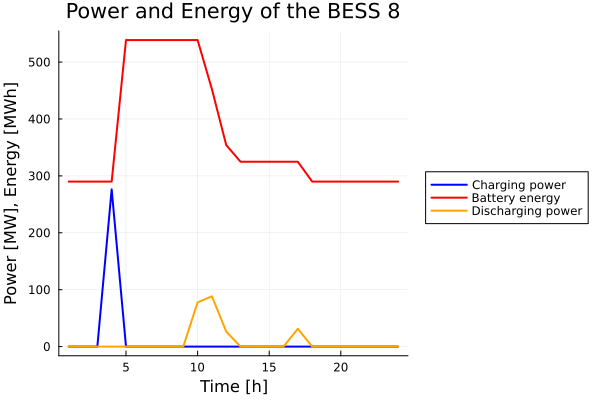 Power and Energy of the BESS 8
Power [MW], Energy [MWh]
500
400
300
200
100
0
5
10
15
20
Time [h]
Charging power
Battery energy
Discharging power